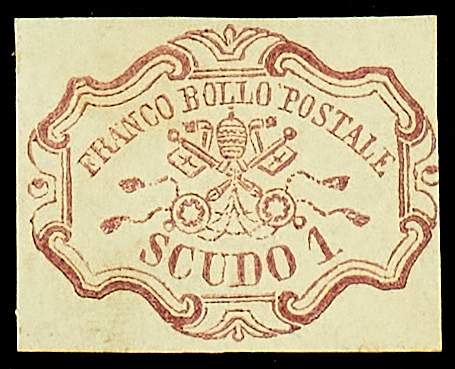 FRANCO BOLLO POSTALE
SCUDO 1